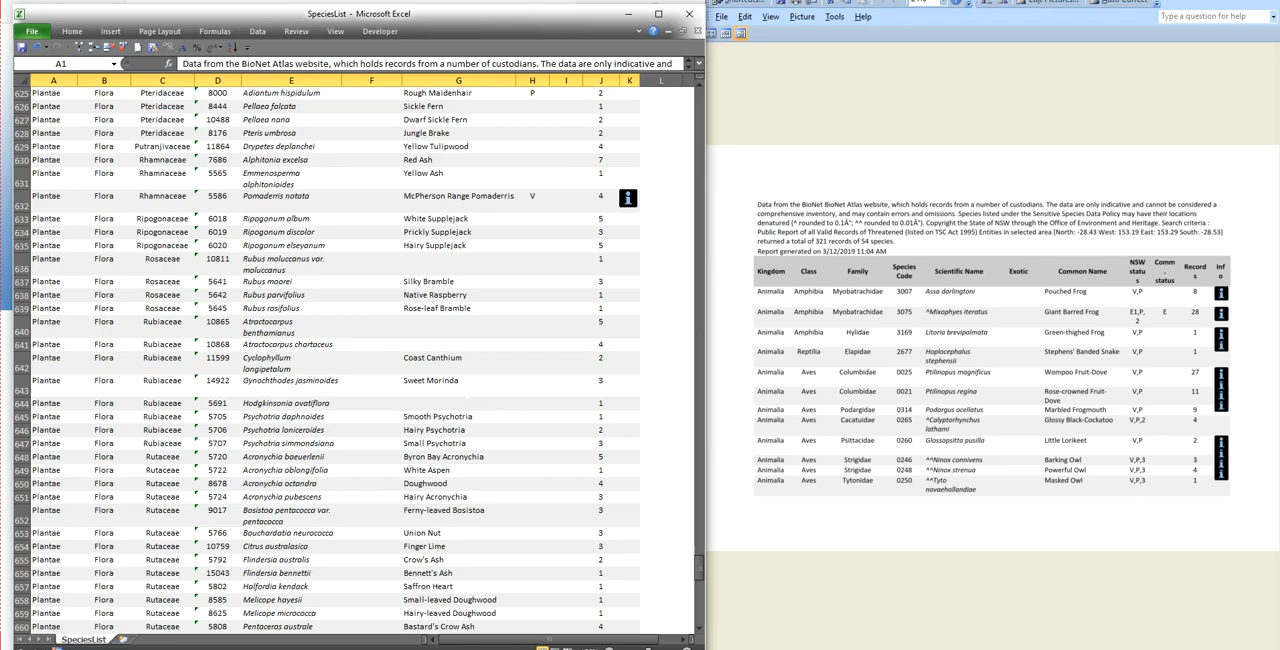 SpeciesList - Microsoft Excel
File Home Insert Page Layout Formulas Data Review View Developer
A1 fx Data from the BioNet Atlas website, which holds records from a number of custodians. The data are only indicative and
A B C D E F G H I J K L
625 Plantae Flora Pteridaceae 8000 Adiantum hispidulum Rough Maidenhair P 2
626 Plantae Flora Pteridaceae 8444 Pellaea falcata Sickle Fern 1
627 Plantae Flora Pteridaceae 10488 Pellaea nana Dwarf Sickle Fern 2
628 Plantae Flora Pteridaceae 8176 Pteris umbrosa Jungle Brake 2
629 Plantae Flora Putranjivaceae 11864 Drypetes deplanchei Yellow Tulipwood 4
630 Plantae Flora Rhamnaceae 7686 Alphitonia excelsa Red Ash 7
Plantae Flora Rhamnaceae 5565 Emmenosperma Yellow Ash 1
631 alphitonioides
632 Plantae Flora Rhamnaceae 5586 Pomaderris notata McPherson Range Pomaderris V 4 i
633 Plantae Flora Ripogonaceae 6018 Ripogonum album White Supplejack 5
634 Plantae Flora Ripogonaceae 6019 Ripogonum discolor Prickly Supplejack 5
635 Plantae Flora Ripogonaceae 6020 Ripogonum elseyanum Hairy Supplejack 5
Plantae Flora Rosaceae 10811 Rubus moluccanus var. 1
636 moluccanus
637 Plantae Flora Rosaceae 5641 Rubus moorei Silky Bramble 3
638 Plantae Flora Rosaceae 5642 Rubus parvifolius Native Raspberry 1
639 Plantae Flora Rosaceae 5645 Rubus rosifolius Rose-leaf Bramble 1
Plantae Flora Rubiaceae 10865 Atractocarpus 5
640 benthamianus
641 Plantae Flora Rubiaceae 10868 Atractocarpus chartaceus 4
Plantae Flora Rubiaceae 11599 Cyclophyllum Coast Canthium 2
642 longipetalum
643 Plantae Flora Rubiaceae 14922 Gynochthodes jasminoides Sweet Morinda 3
644 Plantae Flora Rubiaceae 5691 Hodgkinsonia ovatiflora 1
645 Plantae Flora Rubiaceae 5705 Psychotria daphnoides Smooth Psychotria 1
646 Plantae Flora Rubiaceae 5706 Psychotria loniceroides Hairy Psychotria 2
647 Plantae Flora Rubiaceae 5707 Psychotria simmondsiana Small Psychotria 3
648 Plantae Flora Rutaceae 5720 Acronychia baeuerlenii Byron Bay Acronychia 5
649 Plantae Flora Rutaceae 5722 Acronychia oblongifolia White Aspen 1
650 Plantae Flora Rutaceae 8678 Acronychia octandra Doughwood 4
651 Plantae Flora Rutaceae 5724 Acronychia pubescens Hairy Acronychia 3
Plantae Flora Rutaceae 9017 Bosistoa pentacocca var. Ferny-leaved Bosistoa 3
652 pentacocca
653 Plantae Flora Rutaceae 5766 Bouchardatia neurococca Union Nut 3
654 Plantae Flora Rutaceae 10759 Citrus australasica Finger Lime 3
655 Plantae Flora Rutaceae 5792 Flindersia australis Crow's Ash 2
656 Plantae Flora Rutaceae 15043 Flindersia bennettii Bennett's Ash 1
657 Plantae Flora Rutaceae 5802 Halfordia kendack Saffron Heart 1
658 Plantae Flora Rutaceae 8585 Melicope hayesii Small-leaved Doughwood 1
659 Plantae Flora Rutaceae 8625 Melicope micrococca Hairy-leaved Doughwood 1
660 Plantae Flora Rutaceae 5808 Pentaceras australe Bastard's Crow Ash 4
SpeciesList
File Edit View Picture Tools Help
Type a question for help
Data from the BioNet BioNet Atlas website, which holds records from a number of custodians. The data are only indicative and cannot be considered a
comprehensive inventory, and may contain errors and omissions. Species listed under the Sensitive Species Data Policy may have their locations
denatured (^ rounded to 0.1Â°; ^^ rounded to 0.01Â°). Copyright the State of NSW through the Office of Environment and Heritage. Search criteria :
Public Report of all Valid Records of Threatened (listed on TSC Act 1995) Entities in selected area [North: -28.43 West: 153.19 East: 153.29 South: -28.53]
returned a total of 321 records of 54 species.
Report generated on 3/12/2019 11:04 AM
Kingdom Class Family Species Code Scientific Name Exotic Common Name NSW status Comm. status Records Info
Animalia Amphibia Myobatrachidae 3007 Assa darlingtoni Pouched Frog V,P 8 i
Animalia Amphibia Myobatrachidae 3075 ^Mixophyes iteratus Giant Barred Frog E1,P, E 28 i
2
Animalia Amphibia Hylidae 3169 Litoria brevipalmata Green-thighed Frog V,P 1 i
Animalia Reptilia Elapidae 2677 Hoplocephalus Stephens' Banded Snake V,P 1 i
stephensii
Animalia Aves Columbidae 0025 Ptilinopus magnificus Wompoo Fruit-Dove V,P 27 i
Animalia Aves Columbidae 0021 Ptilinopus regina Rose-crowned Fruit- V,P 11 i
Dove
Animalia Aves Podargidae 0314 Podargus ocellatus Marbled Frogmouth V,P 9 i
Animalia Aves Cacatuidae 0265 ^Calyptorhynchus Glossy Black-Cockatoo V,P,2 4 i
lathami
Animalia Aves Psittacidae 0260 Glossopsitta pusilla Little Lorikeet V,P 2 i
Animalia Aves Strigidae 0246 ^^Ninox connivens Barking Owl V,P,3 3 i
Animalia Aves Strigidae 0248 ^^Ninox strenua Powerful Owl V,P,3 4 i
Animalia Aves Tytonidae 0250 ^^Tyto Masked Owl V,P,3 1 i
novaehollandiae